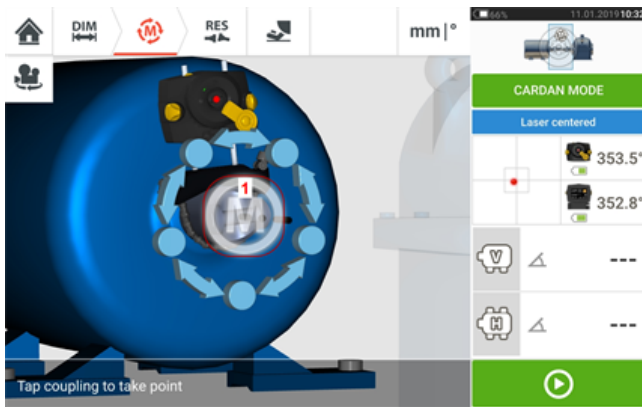 DIM
M
RES
mm|°
66%
11.01.2019 10:32
CARDAN MODE
Laser centered
353.5°
352.8°
V
---
H
---
1
M
Tap coupling to take point